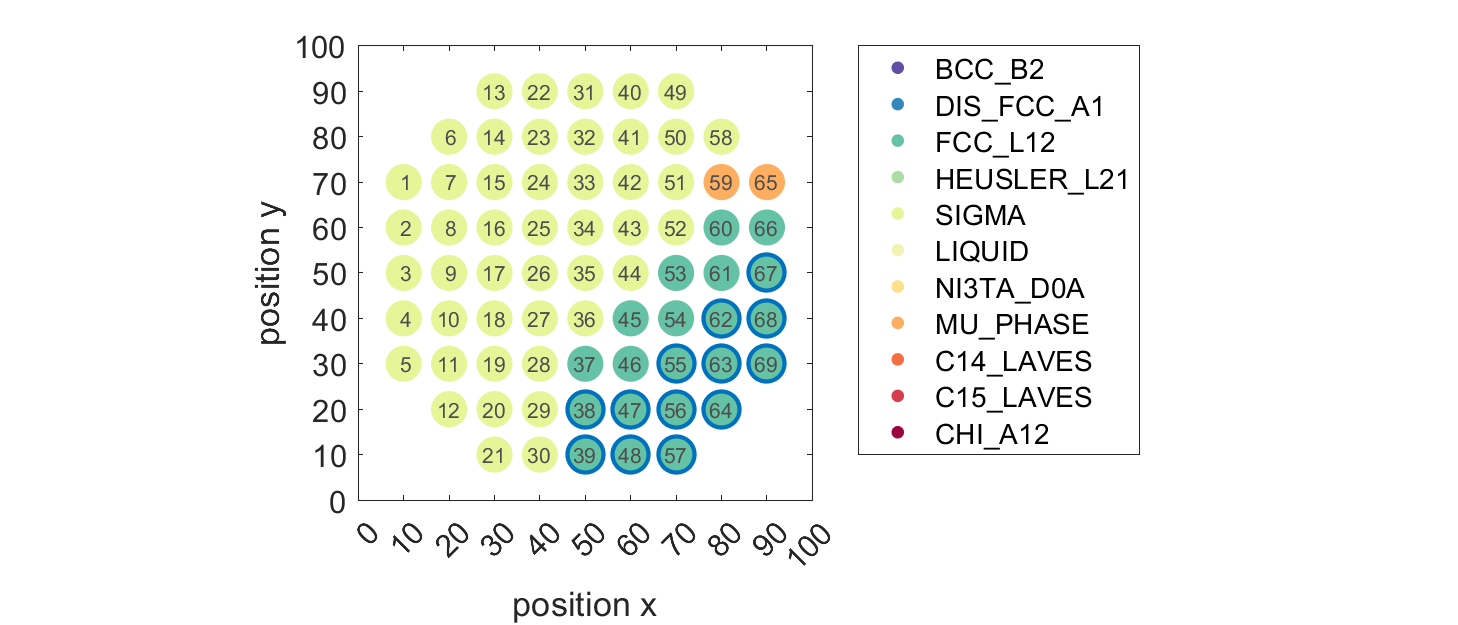 100
90
80
70
60
50
40
30
20
10
0
position y
13 22 31 40 49
6 14 23 32 41 50 58
1 7 15 24 33 42 51 59 65
2 8 16 25 34 43 52 60 66
3 9 17 26 35 44 53 61 67
4 10 18 27 36 45 54 62 68
5 11 19 28 37 46 55 63 69
12 20 29 38 47 56 64
21 30 39 48 57
0 10 20 30 40 50 60 70 80 90 100
position x
BCC_B2
DIS_FCC_A1
FCC_L12
HEUSLER_L21
SIGMA
LIQUID
NI3TA_D0A
MU_PHASE
C14_LAVES
C15_LAVES
CHI_A12